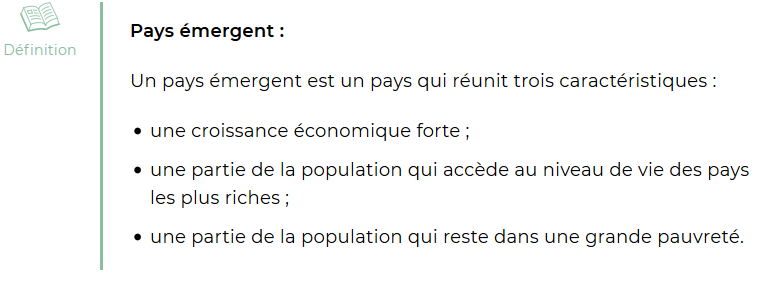 Définition
Pays émergent :
Un pays émergent est un pays qui réunit trois caractéristiques :
• une croissance économique forte ;
• une partie de la population qui accède au niveau de vie des pays
les plus riches ;
• une partie de la population qui reste dans une grande pauvreté.